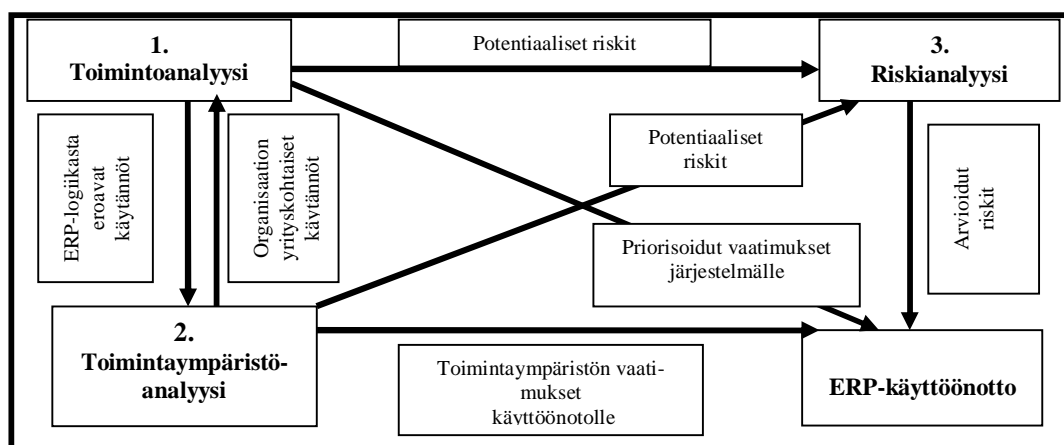 1.
Toimintoanalyysi
Potentiaaliset riskit
3.
Riskianalyysi
ERP-logiikasta
eroavat
käytännöt
Organisaation
yrityskohtaiset
käytännöt
Potentiaaliset
riskit
Arvioidut
riskit
Priorisoidut vaatimukset
järjestelmälle
2.
Toimintaympäristö-
analyysi
Toimintaympäristön vaati-
mukset
käyttöönotolle
ERP-käyttöönotto